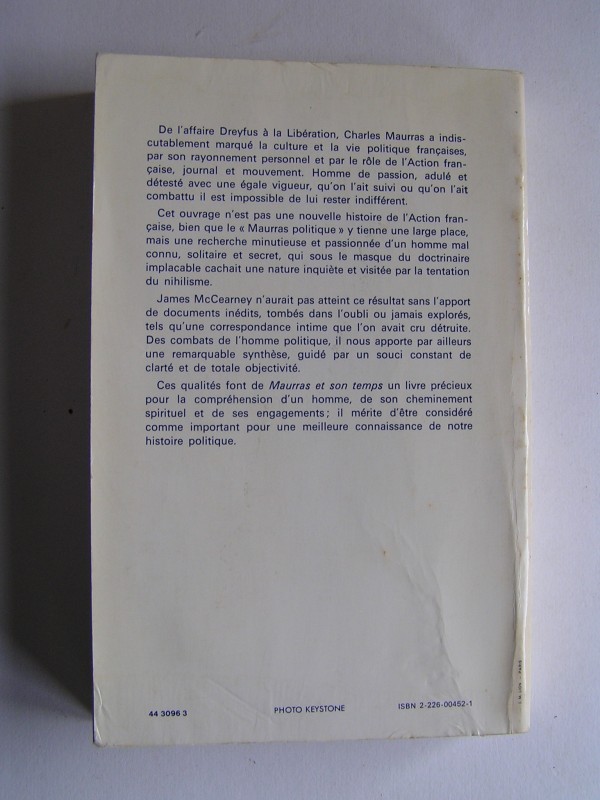 De l'affaire Dreyfus à la Libération, Charles Maurras a indis-
cutablement marqué la culture et la vie politique françaises,
par son rayonnement personnel et par le rôle de l'Action fran-
çaise, journal et mouvement. Homme de passion, adulé et
détesté avec une égale vigueur, qu'on l'ait suivi ou qu'on l'ait
combattu il est impossible de lui rester indifférent.
Cet ouvrage n'est pas une nouvelle histoire de l'Action fran-
çaise, bien que le « Maurras politique » y tienne une large place,
mais une recherche minutieuse et passionnée d'un homme mal
connu, solitaire et secret, qui sous le masque du doctrinaire
implacable cachait une nature inquiète et visitée par la tentation
du nihilisme.
James McCearney n'aurait pas atteint ce résultat sans l'apport
de documents inédits, tombés dans l'oubli ou jamais explorés,
tels qu'une correspondance intime que l'on avait cru détruite.
Des combats de l'homme politique, il nous apporte par ailleurs
une remarquable synthèse, guidé par un souci constant de
clarté et de totale objectivité.
Ces qualités font de Maurras et son temps un livre précieux
pour la compréhension d'un homme, de son cheminement
spirituel et de ses engagements ; il mérite d'être considéré
comme important pour une meilleure connaissance de notre
histoire politique.
44 3096 3
PHOTO KEYSTONE
ISBN 2-226-00452-1